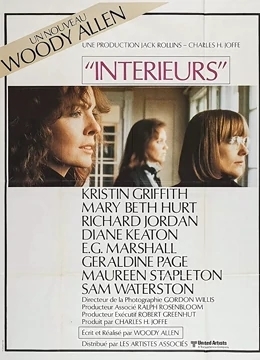 UN NOUVEAU
WOODY ALLEN
UNE PRODUCTION JACK ROLLINS – CHARLES H. JOFFE
“INTERIEURS”
KRISTIN GRIFFITH
MARY BETH HURT
RICHARD JORDAN
DIANE KEATON
E.G. MARSHALL
GERALDINE PAGE
MAUREEN STAPLETON
SAM WATERSTON
Directeur de la Photographie GORDON WILLIS
Producteur Associé RALPH ROSENBLOOM
Producteur Exécutif ROBERT GREENHUT
Produit par CHARLES H. JOFFE
Ecrit et Réalisé par WOODY ALLEN
Distribué par LES ARTISTES ASSOCIÉS
United Artists